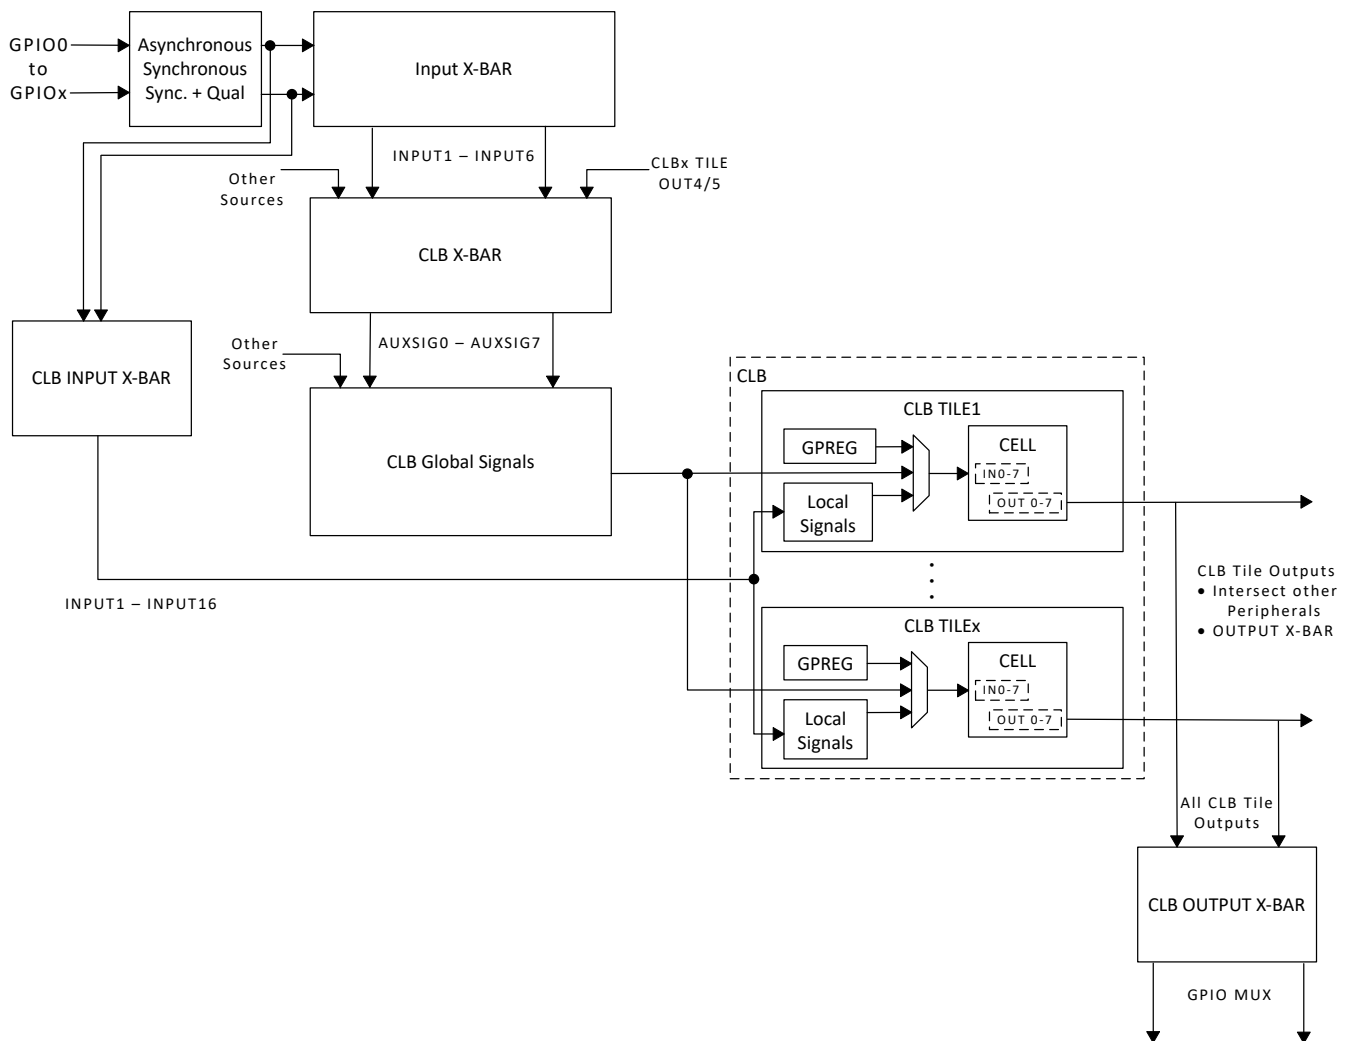 GPIO0
to
GPIOx
Asynchronous
Synchronous
Sync. + Qual
Input X-BAR
INPUT1 – INPUT6
Other
Sources
CLBx TILE
OUT4/5
CLB X-BAR
AUXSIG0 – AUXSIG7
Other
Sources
CLB INPUT X-BAR
CLB Global Signals
INPUT1 – INPUT16
CLB
CLB TILE1
GPREG
Local
Signals
CELL
IN0-7
OUT 0-7
CLB TILEx
GPREG
Local
Signals
CELL
IN0-7
OUT 0-7
CLB Tile Outputs
• Intersect other
Peripherals
• OUTPUT X-BAR
All CLB Tile
Outputs
CLB OUTPUT X-BAR
GPIO MUX